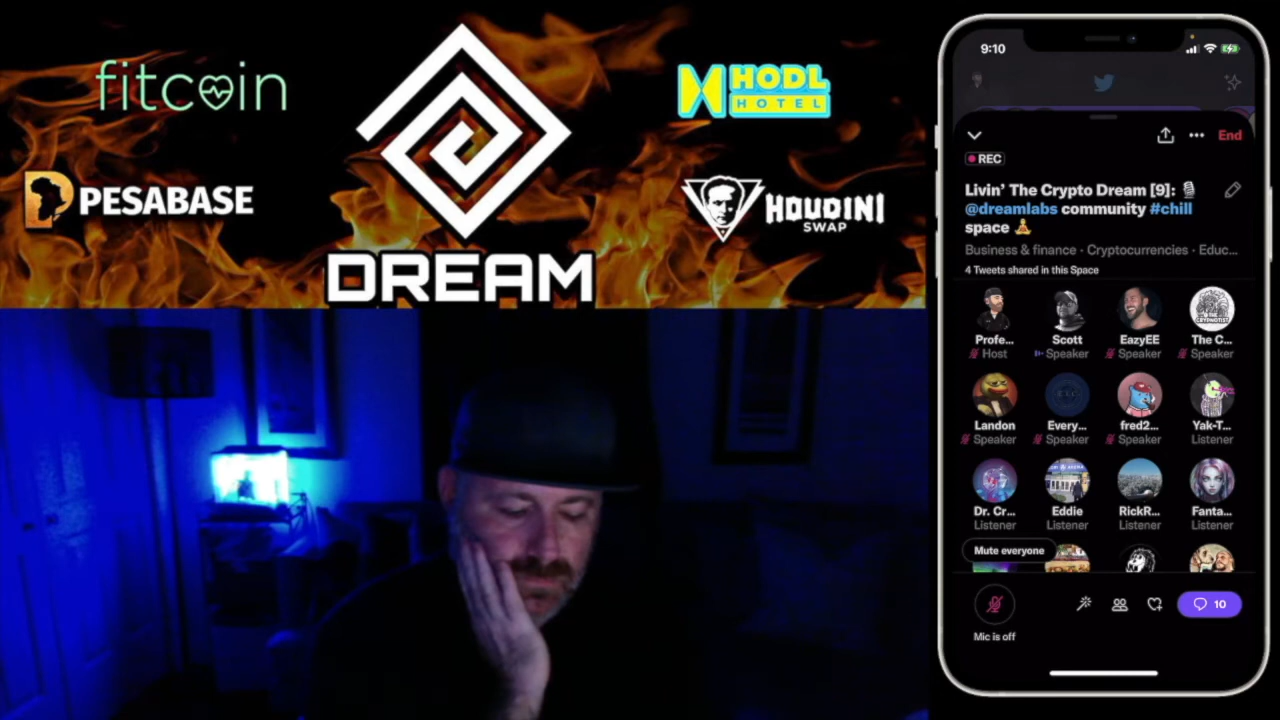 fitcoin
HODL
HOTEL
PESABASE
HOUDINI
SWAP
DREAM
9:10
End
REC
Livin’ The Crypto Dream [9]: 🎙
@dreamlabs community #chill
space 🧘
Business & finance · Cryptocurrencies · Educ...
4 Tweets shared in this Space
Profe... Scott EazyEE The C...
Host Speaker Speaker Speaker
Landon Every... fred2... Yak-T...
Speaker Speaker Speaker Listener
Dr. Cr... Eddie RickR... Fanta...
Listener Listener Listener Listener
Mute everyone
10
Mic is off